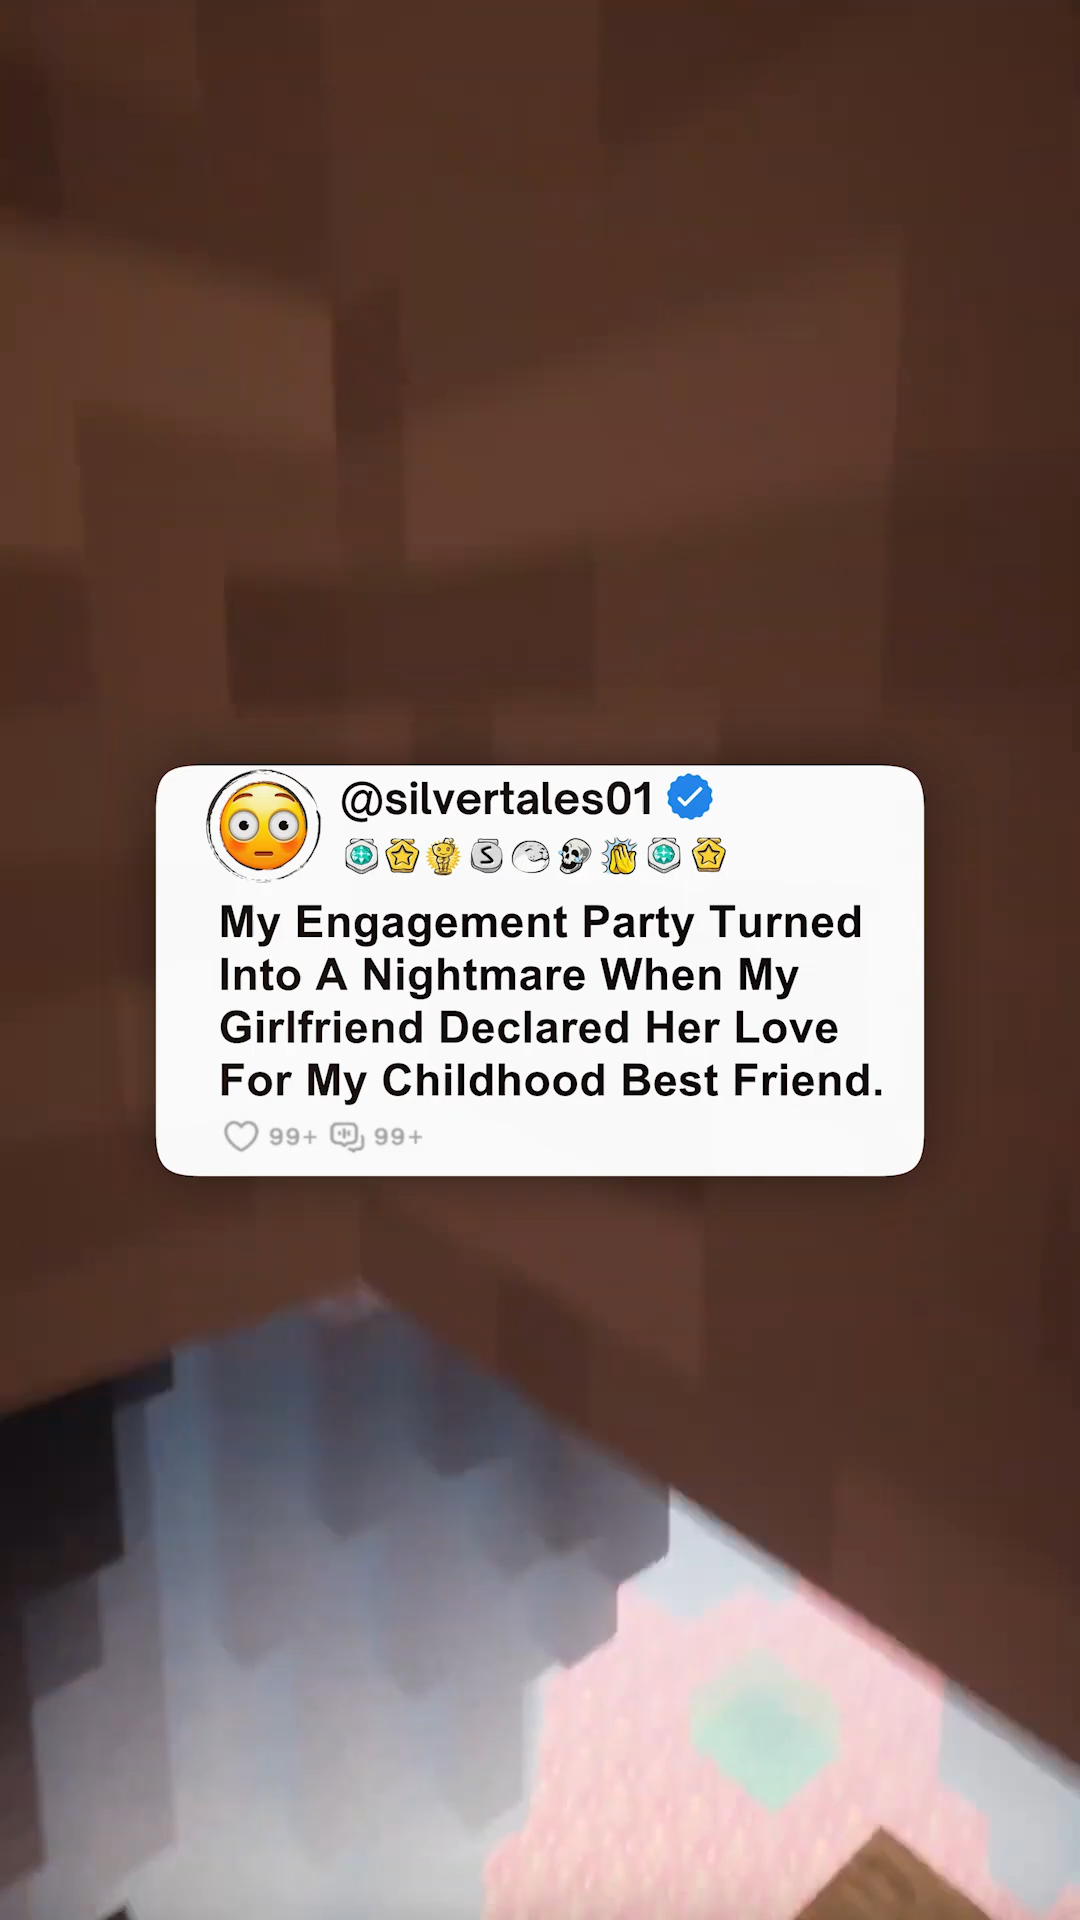 @silvertales01
My Engagement Party Turned
Into A Nightmare When My
Girlfriend Declared Her Love
For My Childhood Best Friend.
99+ 99+